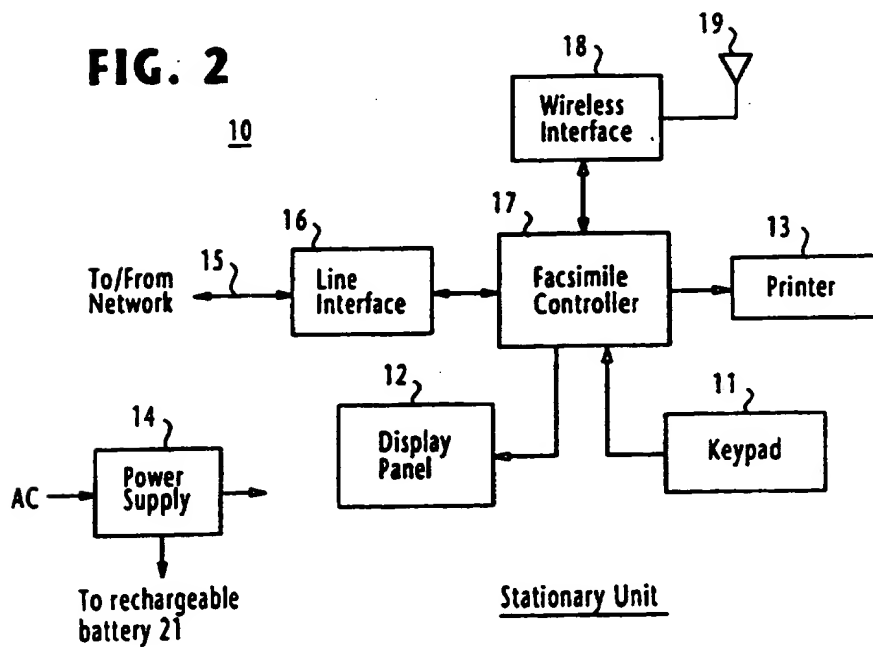 FIG. 2
10
19
18
Wireless
Interface
17
Facsimile
Controller
16
Line
Interface
15
To/From
Network
13
Printer
12
Display
Panel
11
Keypad
14
Power
Supply
AC
To rechargeable
battery 21
Stationary Unit